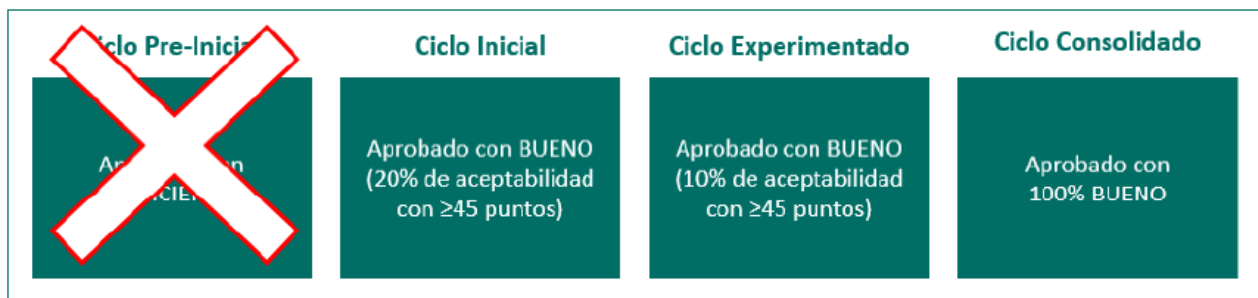 Ciclo Inicial
Ciclo Experimentado
Ciclo Consolidado
Aprobado con BUENO
(20% de aceptabilidad
con ≥45 puntos)
Aprobado con BUENO
(10% de aceptabilidad
con ≥45 puntos)
Aprobado con
100% BUENO